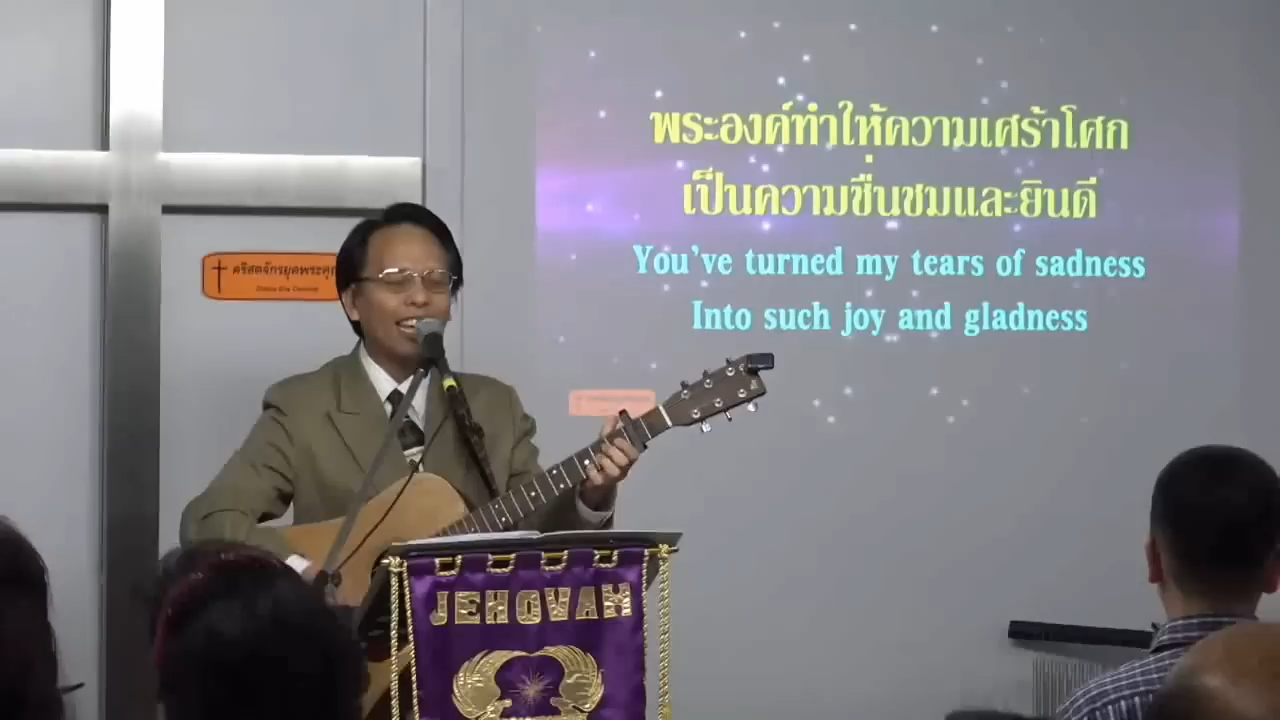 พระองค์ทำให้ความเศร้าโศก
เป็นความชื่นชมและยินดี
You've turned my tears of sadness
Into such joy and gladness
JEHOVAH